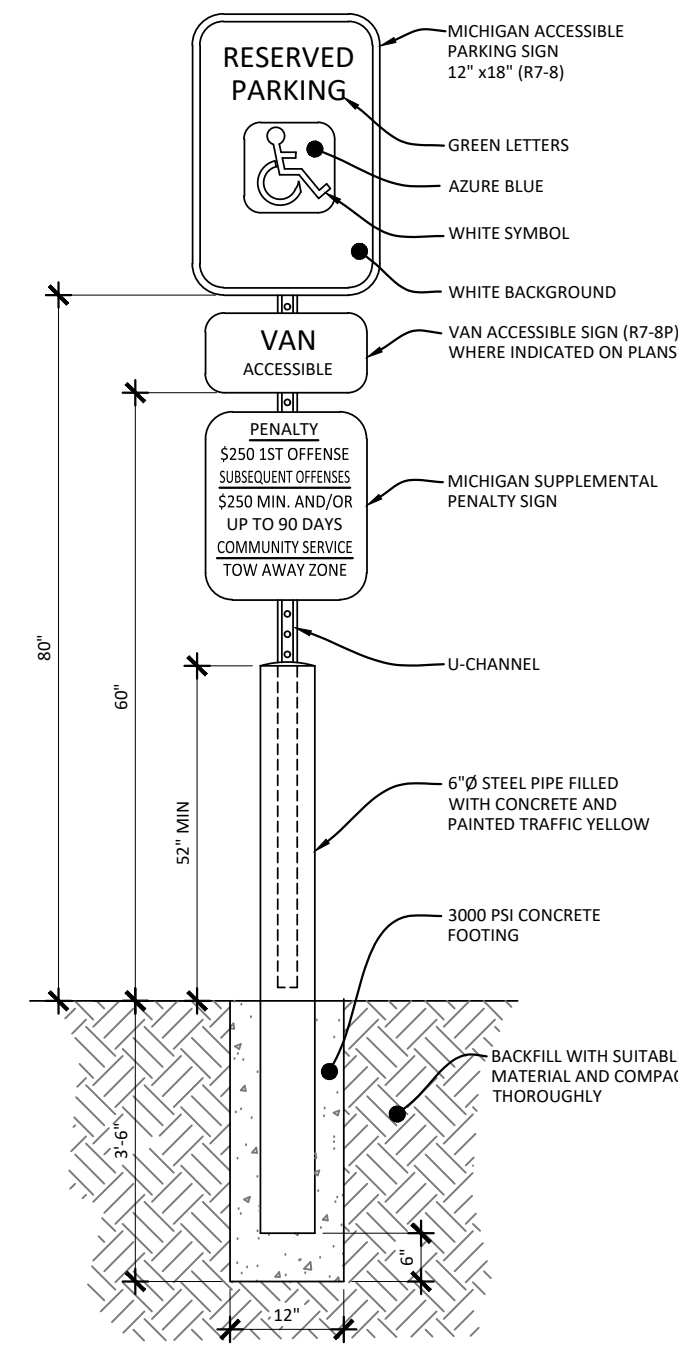 RESERVED
PARKING
VAN
ACCESSIBLE
PENALTY
$250 1ST OFFENSE
SUBSEQUENT OFFENSES
$250 MIN. AND/OR
UP TO 90 DAYS
COMMUNITY SERVICE
TOW AWAY ZONE
MICHIGAN ACCESSIBLE
PARKING SIGN
12" x18" (R7-8)
GREEN LETTERS
AZURE BLUE
WHITE SYMBOL
WHITE BACKGROUND
VAN ACCESSIBLE SIGN (R7-8P)
WHERE INDICATED ON PLANS
MICHIGAN SUPPLEMENTAL
PENALTY SIGN
U-CHANNEL
6"Ø STEEL PIPE FILLED
WITH CONCRETE AND
PAINTED TRAFFIC YELLOW
3000 PSI CONCRETE
FOOTING
BACKFILL WITH SUITABL
MATERIAL AND COMPAC
THOROUGHLY
80"
60"
52" MIN
3'-6"
6"
12"